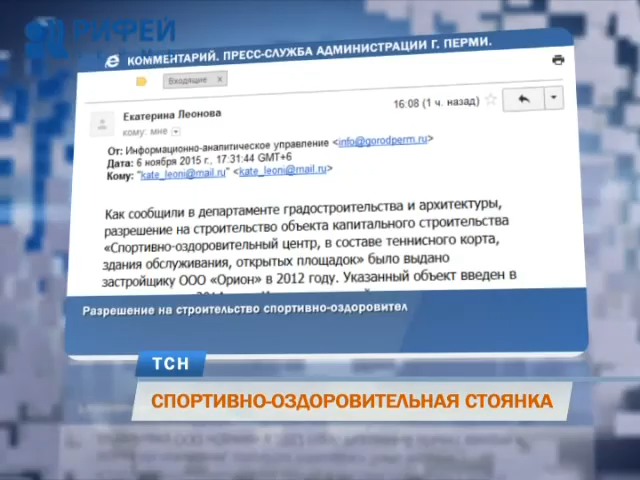 РИФЕЙ
КОММЕНТАРИЙ. ПРЕСС-СЛУЖБА АДМИНИСТРАЦИИ Г. ПЕРМИ.
Входящие x
Екатерина Леонова
16:08 (1 ч. назад)
кому: мне
От: Информационно-аналитическое управление <info@gorodperm.ru>
Дата: 6 ноября 2015 г., 17:31:44 GMT+6
Кому: "kate_leoni@mail.ru" <kate_leoni@mail.ru>
Как сообщили в департаменте градостроительства и архитектуры,
разрешение на строительство объекта капитального строительства
«Спортивно-оздоровительный центр, в составе теннисного корта,
здания обслуживания, открытых площадок» было выдано
застройщику ООО «Орион» в 2012 году. Указанный объект введен в
Разрешение на строительство спортивно-оздоровител
ТСН
СПОРТИВНО-ОЗДОРОВИТЕЛЬНАЯ СТОЯНКА